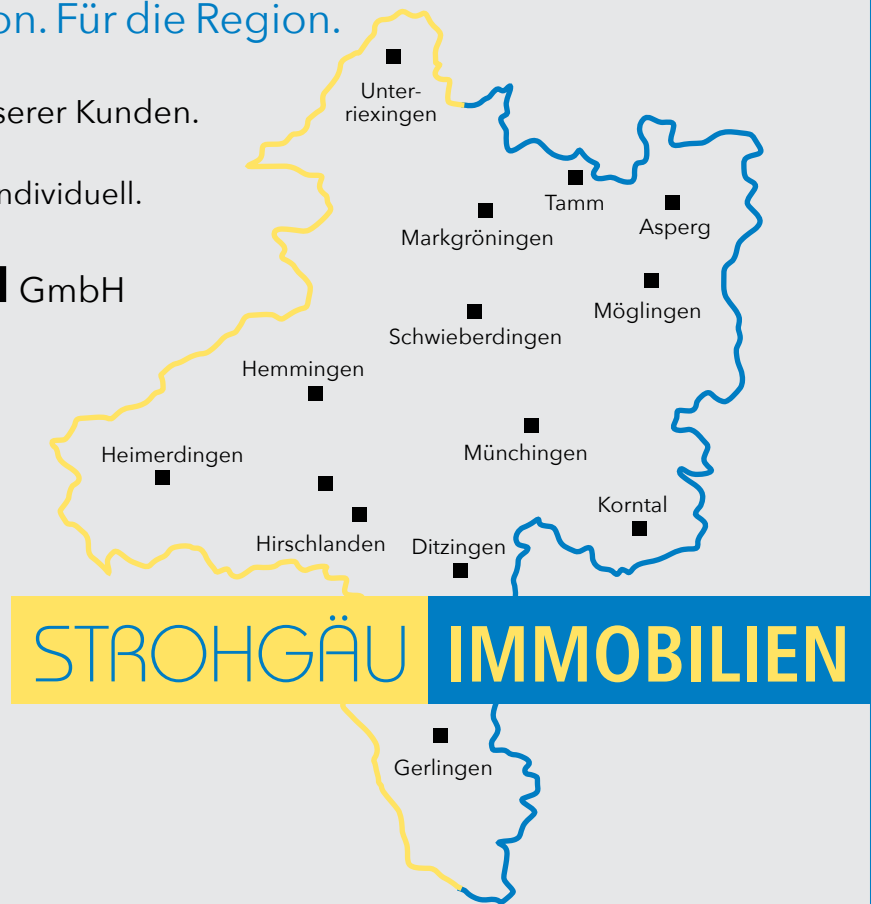 on. Für die Region.
serer Kunden.
ndividuell.
GmbH
Unter-
riexingen
Tamm
Asperg
Markgröningen
Möglingen
Schwieberdingen
Hemmingen
Münchingen
Heimerdingen
Korntal
Hirschlanden
Ditzingen
STROHGÄU IMMOBILIEN
Gerlingen